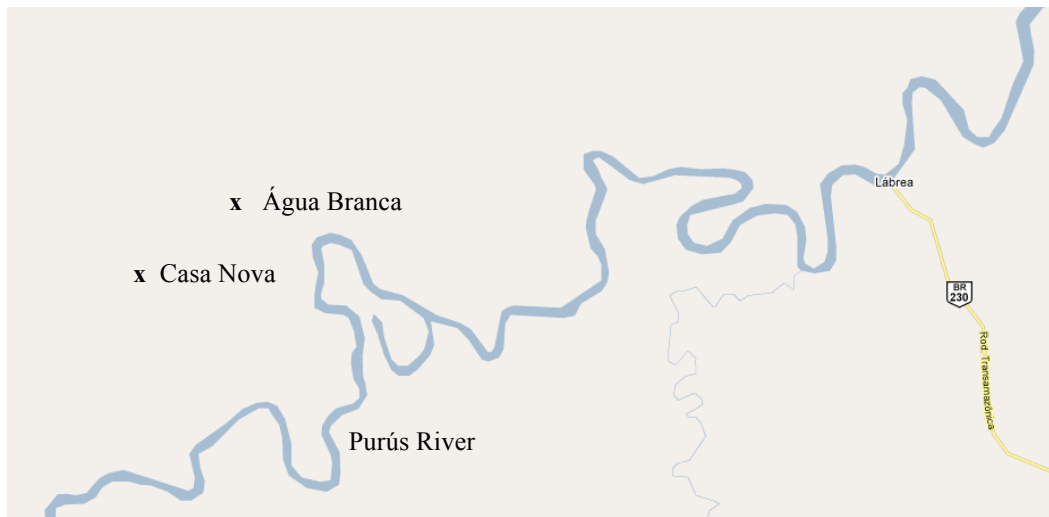 Lábrea
x Água Branca
x Casa Nova
BR
230
Rod. Transamazônica
Purús River